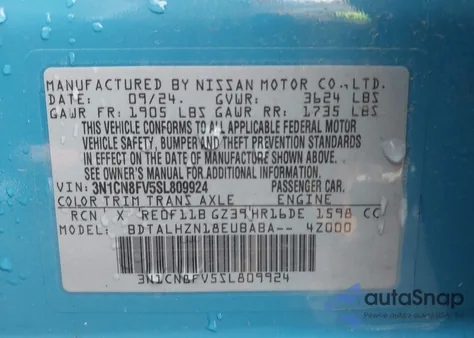 MANUFACTURED BY NISSAN MOTOR CO.,LTD.
DATE: 09/24. GVWR: 3624 LBS
GAWR FR: 1905 LBS GAWR RR: 1735 LBS
THIS VEHICLE CONFORMS TO ALL APPLICABLE FEDERAL MOTOR
VEHICLE SAFETY, BUMPER AND THEFT PREVENTION STANDARDS
IN EFFECT ON THE DATE OF MANUFACTURE SHOWN ABOVE.
SEE OWNER'S MANUAL FOR ADDITIONAL INFORMATION.
VIN: 3N1CN8FV5SL809924 PASSENGER CAR.
COLOR TRIM TRANS AXLE ENGINE
RCN X RE0F11B GZ39 HR16DE 1598 CC
MODEL: BDTALHZN18EUBABA-- 4Z000
3N1CN8FV5SL809924
autoSnap